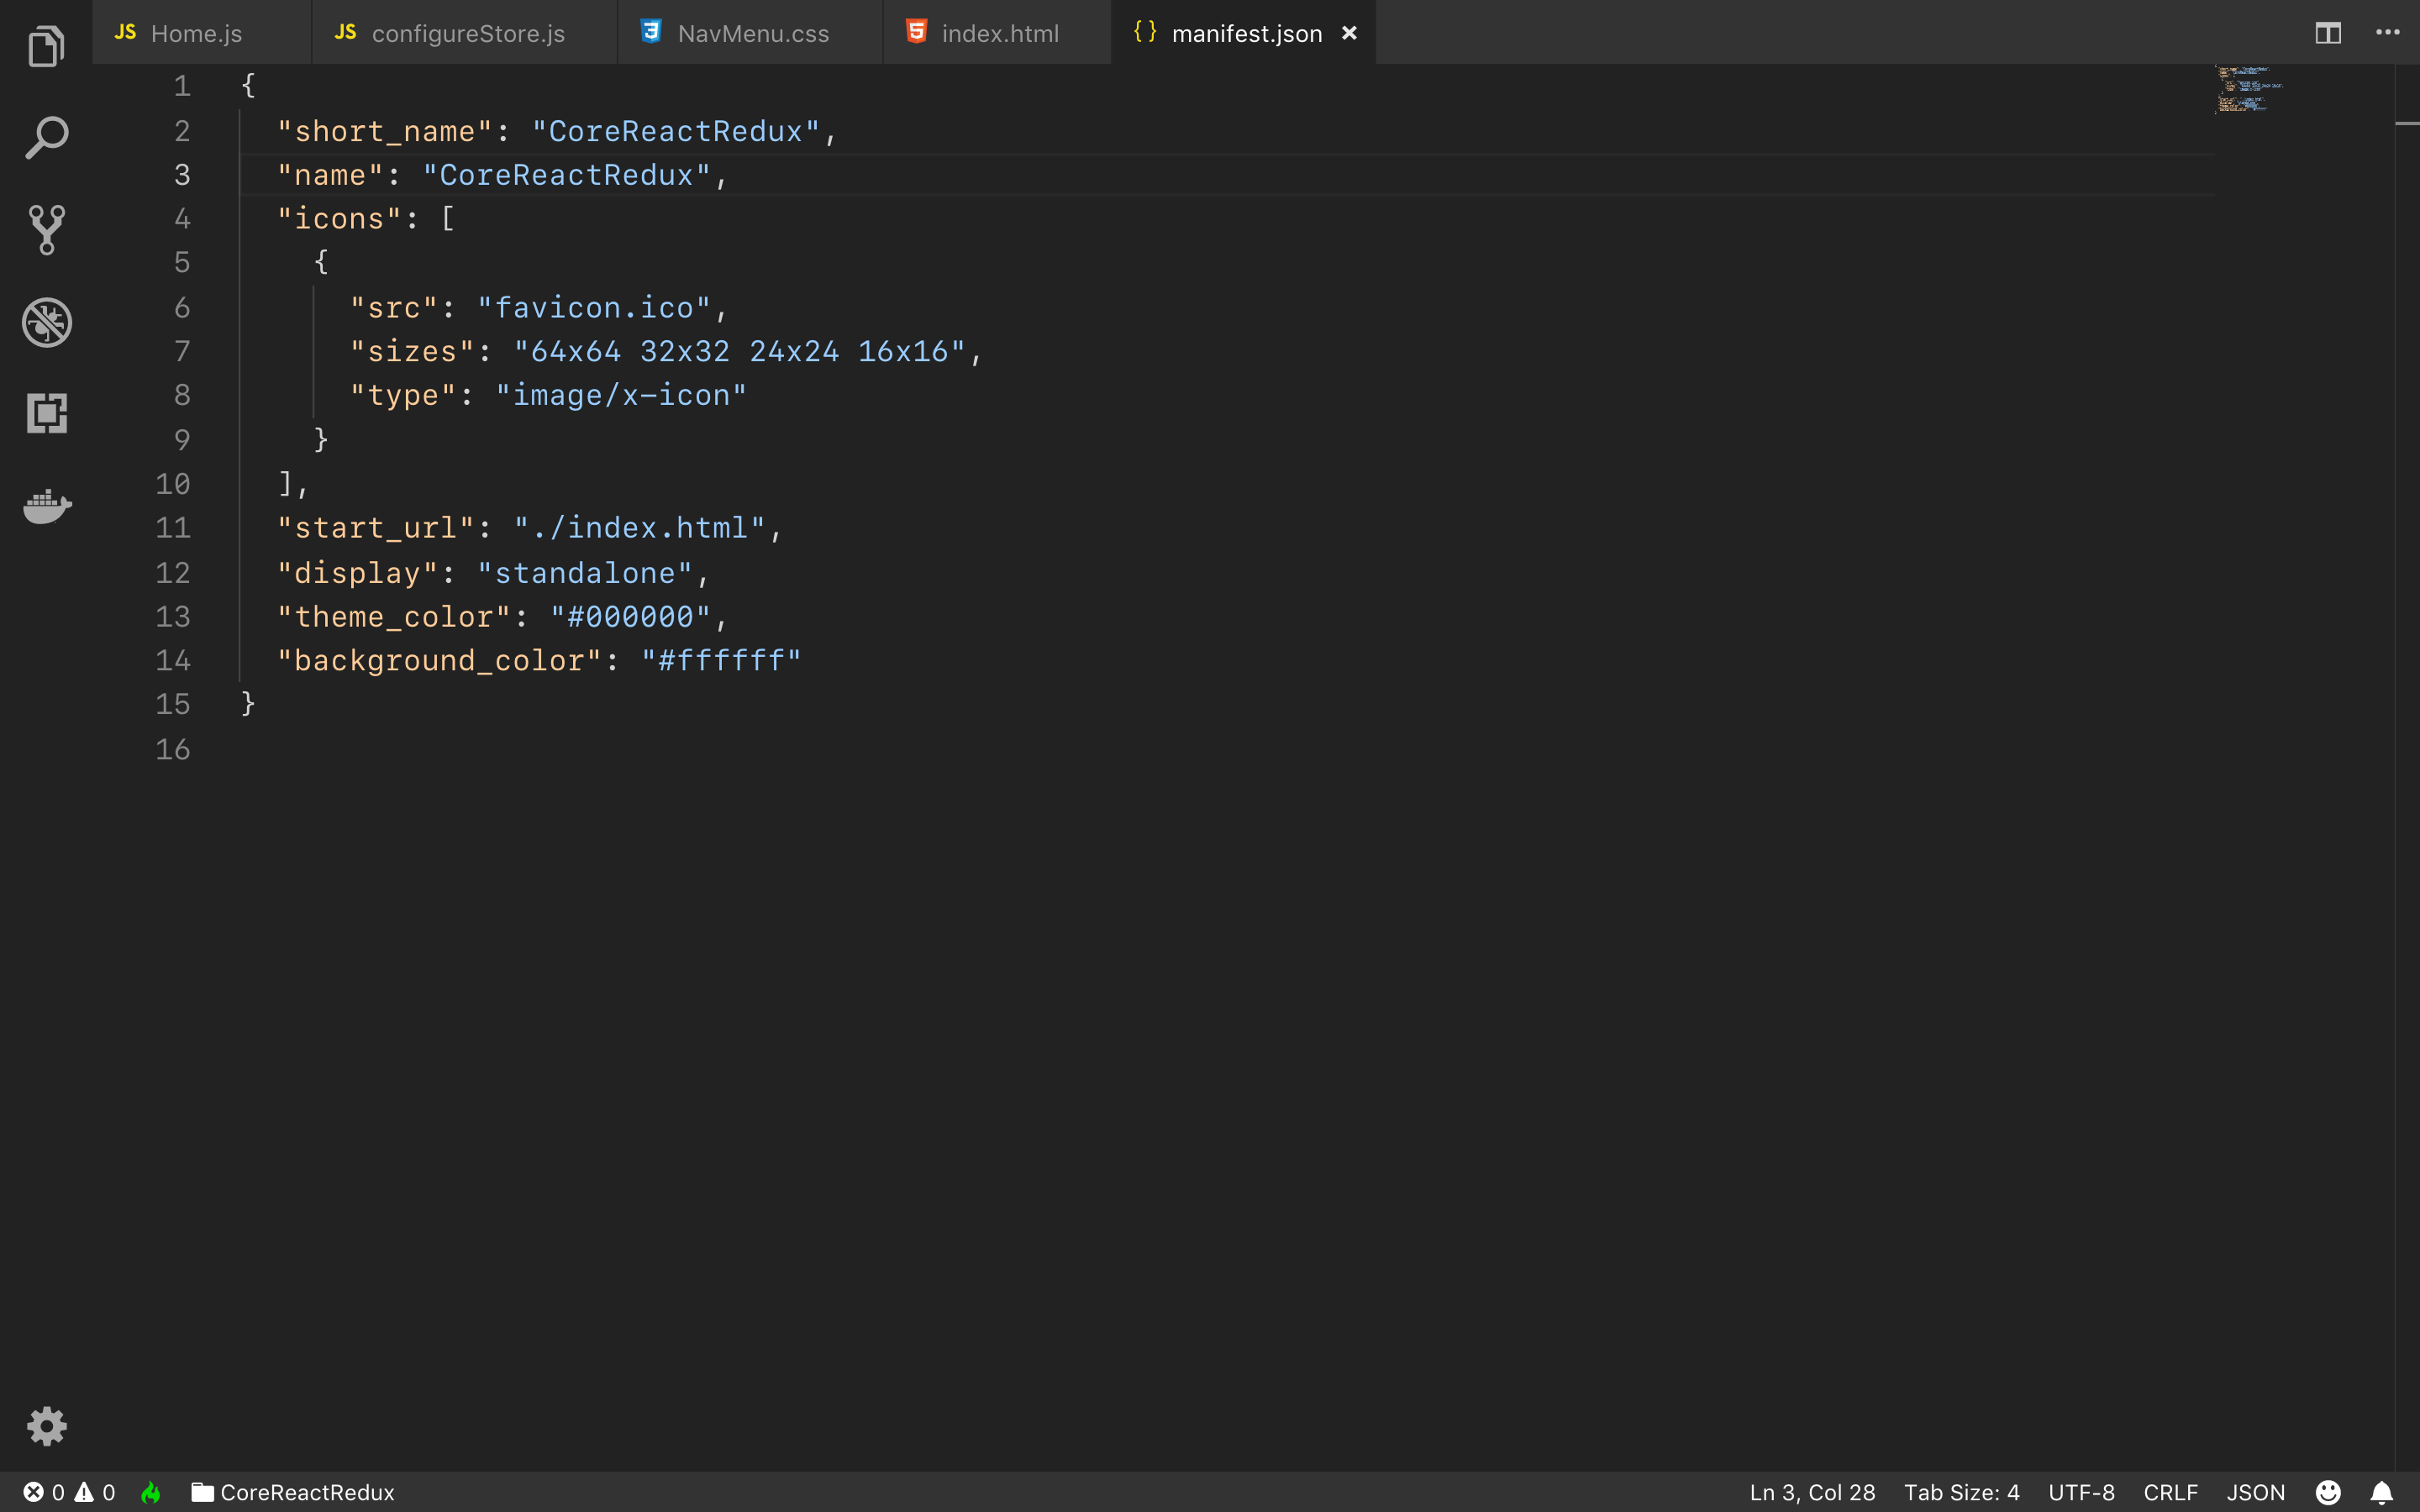 JS Home.js JS configureStore.js 3 NavMenu.css 5 index.html {} manifest.json ×
1 {
2 "short_name": "CoreReactRedux",
3 "name": "CoreReactRedux",
4 "icons": [
5 {
6 "src": "favicon.ico",
7 "sizes": "64x64 32x32 24x24 16x16",
8 "type": "image/x-icon"
9 }
10 ],
11 "start_url": "./index.html",
12 "display": "standalone",
13 "theme_color": "#000000",
14 "background_color": "#ffffff"
15 }
16
0 0 CoreReactRedux Ln 3, Col 28 Tab Size: 4 UTF-8 CRLF JSON